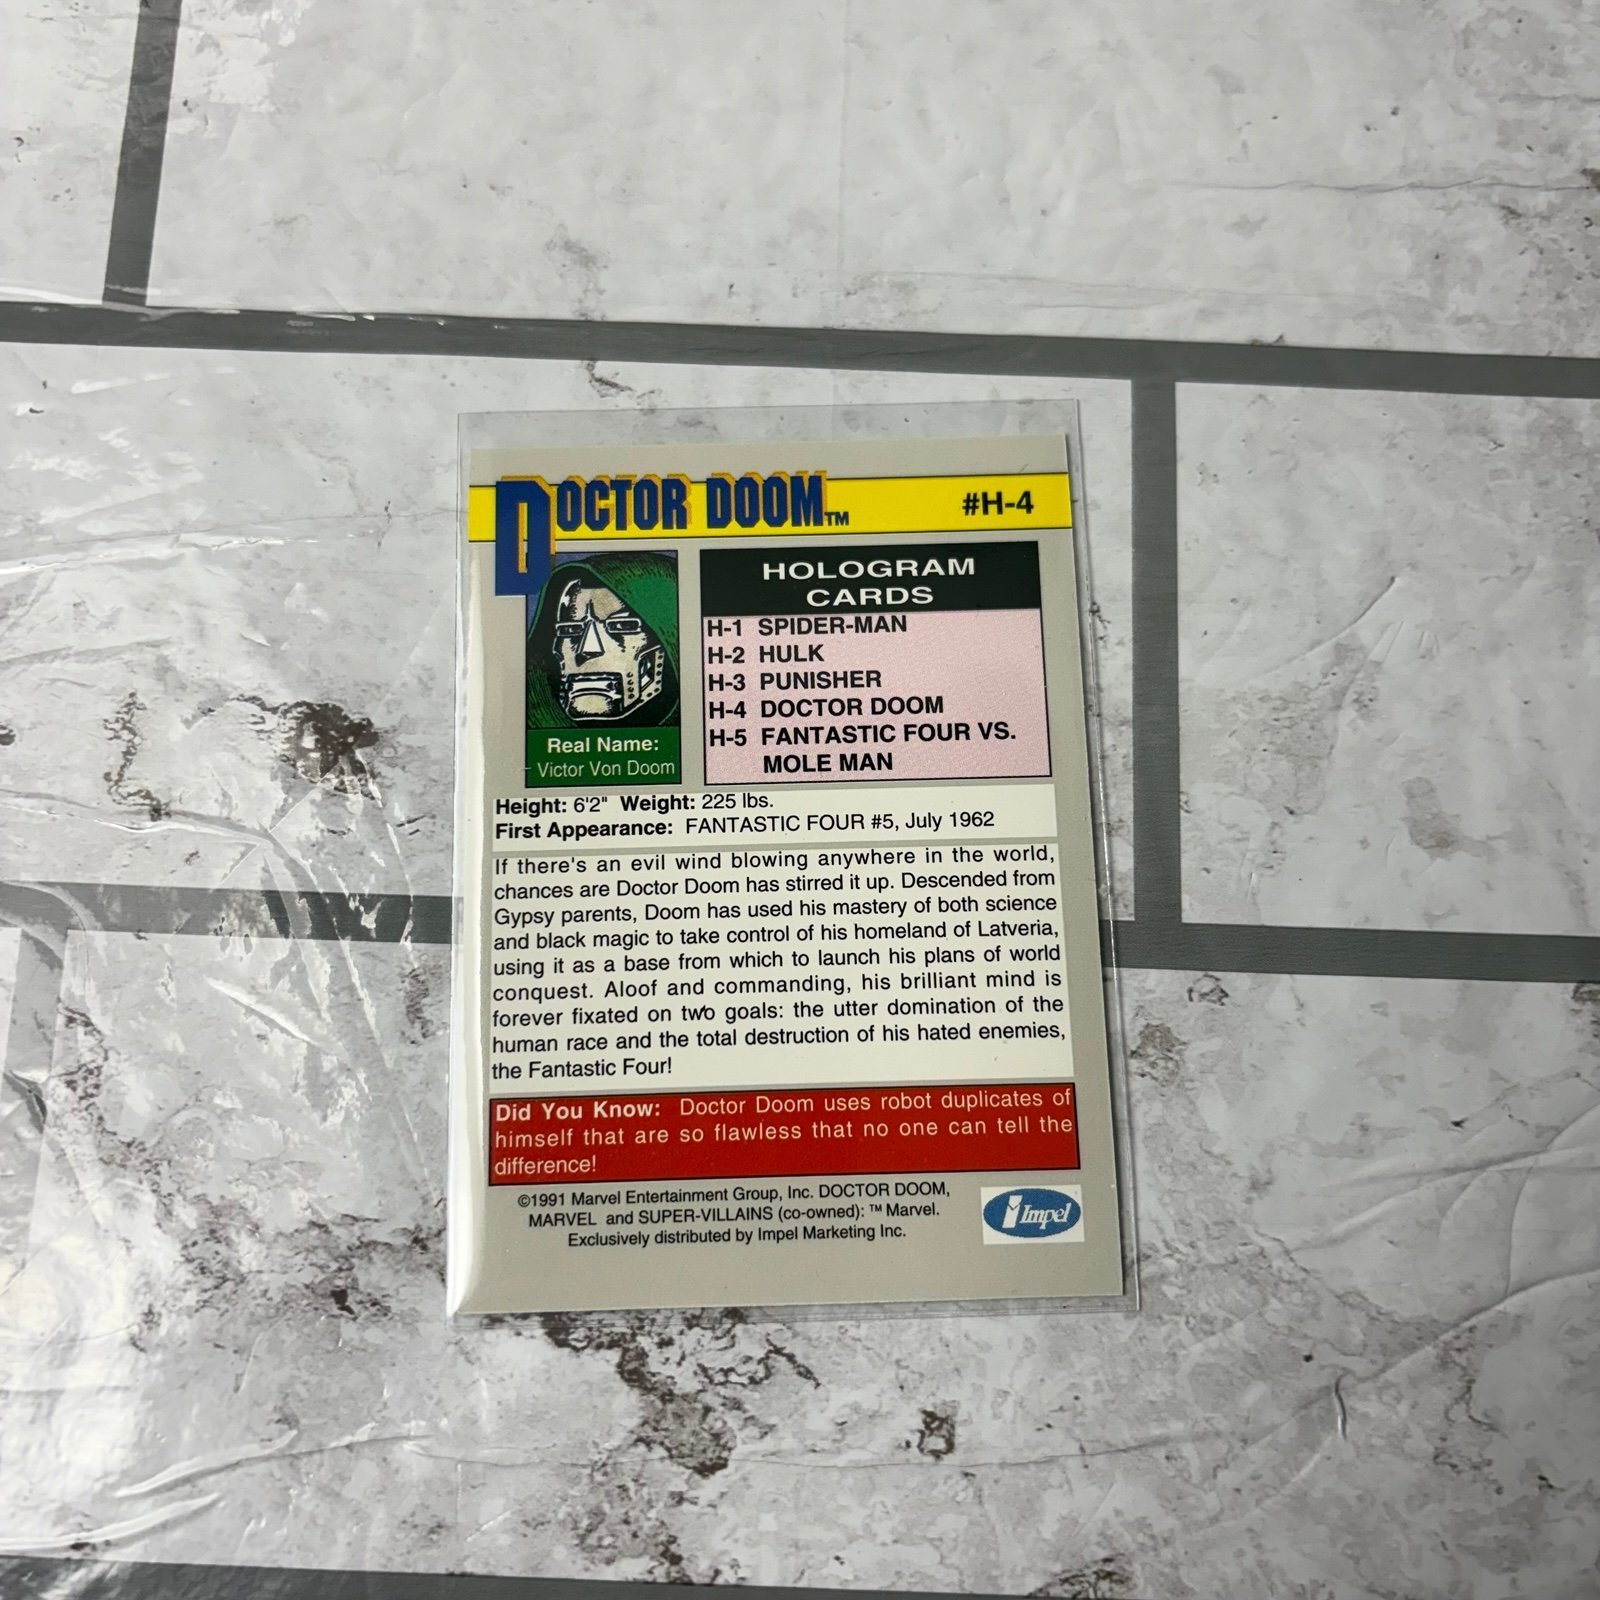 DOCTOR DOOM™ #H-4
HOLOGRAM
CARDS
H-1 SPIDER-MAN
H-2 HULK
H-3 PUNISHER
H-4 DOCTOR DOOM
H-5 FANTASTIC FOUR VS.
MOLE MAN
Real Name:
Victor Von Doom
Height: 6'2" Weight: 225 lbs.
First Appearance: FANTASTIC FOUR #5, July 1962
If there's an evil wind blowing anywhere in the world,
chances are Doctor Doom has stirred it up. Descended from
Gypsy parents, Doom has used his mastery of both science
and black magic to take control of his homeland of Latveria,
using it as a base from which to launch his plans of world
conquest. Aloof and commanding, his brilliant mind is
forever fixated on two goals: the utter domination of the
human race and the total destruction of his hated enemies,
the Fantastic Four!
Did You Know: Doctor Doom uses robot duplicates of
himself that are so flawless that no one can tell the
difference!
©1991 Marvel Entertainment Group, Inc. DOCTOR DOOM,
MARVEL and SUPER-VILLAINS (co-owned): ™ Marvel.
Exclusively distributed by Impel Marketing Inc.
Impel